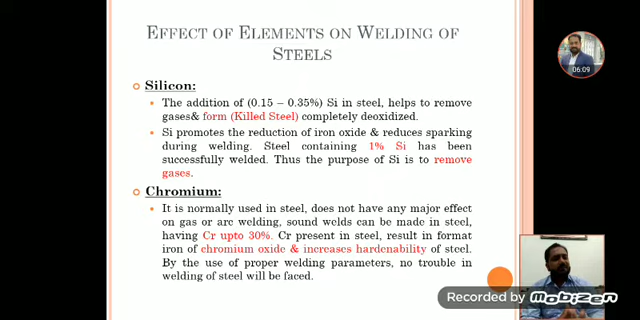 EFFECT OF ELEMENTS ON WELDING OF
STEELS
06:09
Silicon:
The addition of (0.15 – 0.35%) Si in steel, helps to remove
gases& form (Killed Steel) completely deoxidized.
Si promotes the reduction of iron oxide & reduces sparking
during welding. Steel containing 1% Si has been
successfully welded. Thus the purpose of Si is to remove
gases.
Chromium:
It is normally used in steel, does not have any major effect
on gas or arc welding, sound welds can be made in steel,
having Cr upto 30%. Cr present in steel, result in format
iron of chromium oxide & increases hardenability of steel.
By the use of proper welding parameters, no trouble in
welding of steel will be faced.
Recorded by mobizen